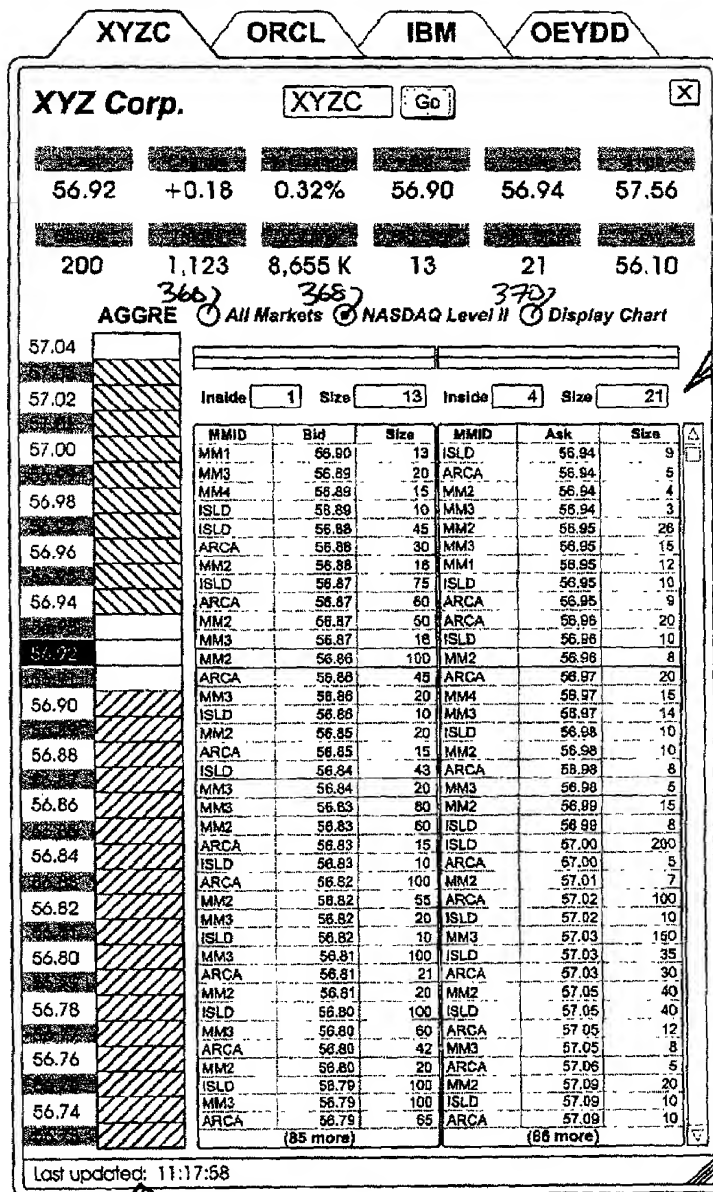 XYZC ORCL IBM OEYDD
XYZ Corp. XYZC Go X
56.92 +0.18 0.32% 56.90 56.94 57.56
200 1,123 8,655 K 13 21 56.10
366 368 370
AGGRE All Markets NASDAQ Level II Display Chart
57.04
57.02 Inside 1 Size 13 Inside 4 Size 21
MMID Bid Size MMID Ask Size
57.00 MM1 56.90 13 ISLD 56.94 9
MM3 56.89 20 ARCA 56.94 5
MM4 56.89 15 MM2 56.94 4
56.98 ISLD 56.89 10 MM3 56.94 3
ISLD 56.88 45 MM2 56.95 26
56.96 ARCA 56.88 30 MM3 56.95 15
MM2 56.88 16 MM1 56.95 12
ISLD 56.87 75 ISLD 56.95 10
56.94 ARCA 56.87 60 ARCA 56.95 9
MM2 56.87 50 ARCA 56.96 20
MM3 56.87 16 ISLD 56.96 10
56.92 MM2 56.86 100 MM2 56.96 8
ARCA 56.86 45 ARCA 56.97 20
56.90 MM3 56.86 20 MM4 56.97 15
ISLD 56.86 10 MM3 56.97 14
MM2 56.85 20 ISLD 56.98 10
56.88 ARCA 56.85 15 MM2 56.98 10
ISLD 56.84 43 ARCA 56.98 8
MM3 56.84 20 MM3 56.98 5
56.86 MM3 56.83 80 MM2 56.99 15
MM2 56.83 60 ISLD 56.99 8
56.84 ARCA 56.83 15 ISLD 57.00 200
ISLD 56.83 10 ARCA 57.00 5
ARCA 56.82 100 MM2 57.01 7
56.82 MM2 56.82 55 ARCA 57.02 100
MM3 56.82 20 ISLD 57.02 10
ISLD 56.82 10 MM3 57.03 150
56.80 MM3 56.81 100 ISLD 57.03 35
ARCA 56.81 21 ARCA 57.03 30
MM2 56.81 20 MM2 57.05 40
56.78 ISLD 56.80 100 ISLD 57.05 40
MM3 56.80 60 ARCA 57.05 12
56.76 ARCA 56.80 42 MM3 57.05 8
MM2 56.80 20 ARCA 57.06 5
ISLD 56.79 100 MM2 57.09 20
56.74 MM3 56.79 100 ISLD 57.09 10
ARCA 56.79 65 ARCA 57.09 10
(85 more) (66 more)
Last updated: 11:17:58